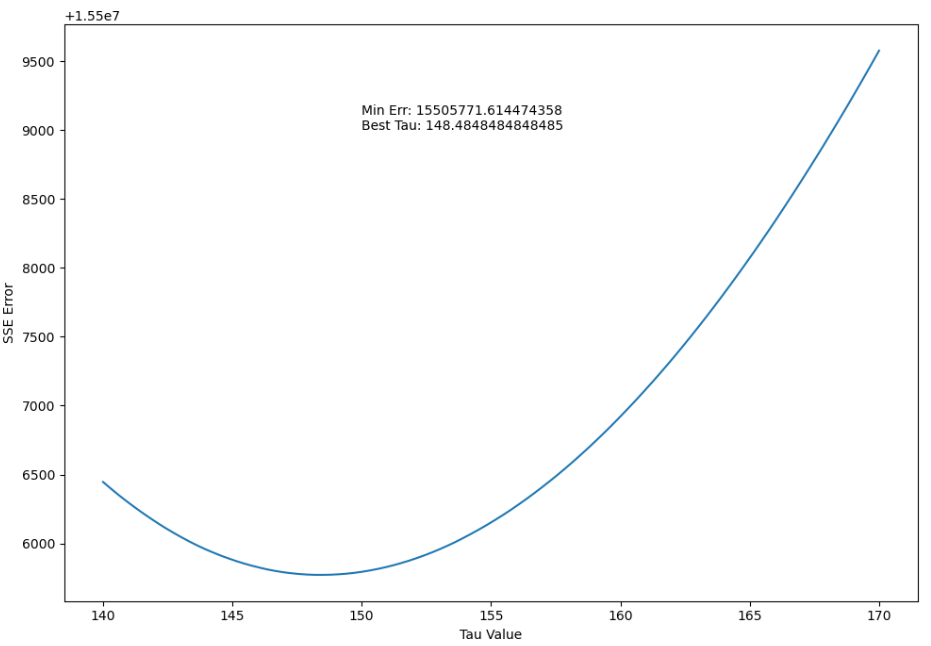 +1.55e7
9500
9000
8500
8000
7500
7000
6500
6000
SSE Error
Min Err: 15505771.614474358
Best Tau: 148.4848484848485
140 145 150 155 160 165 170
Tau Value